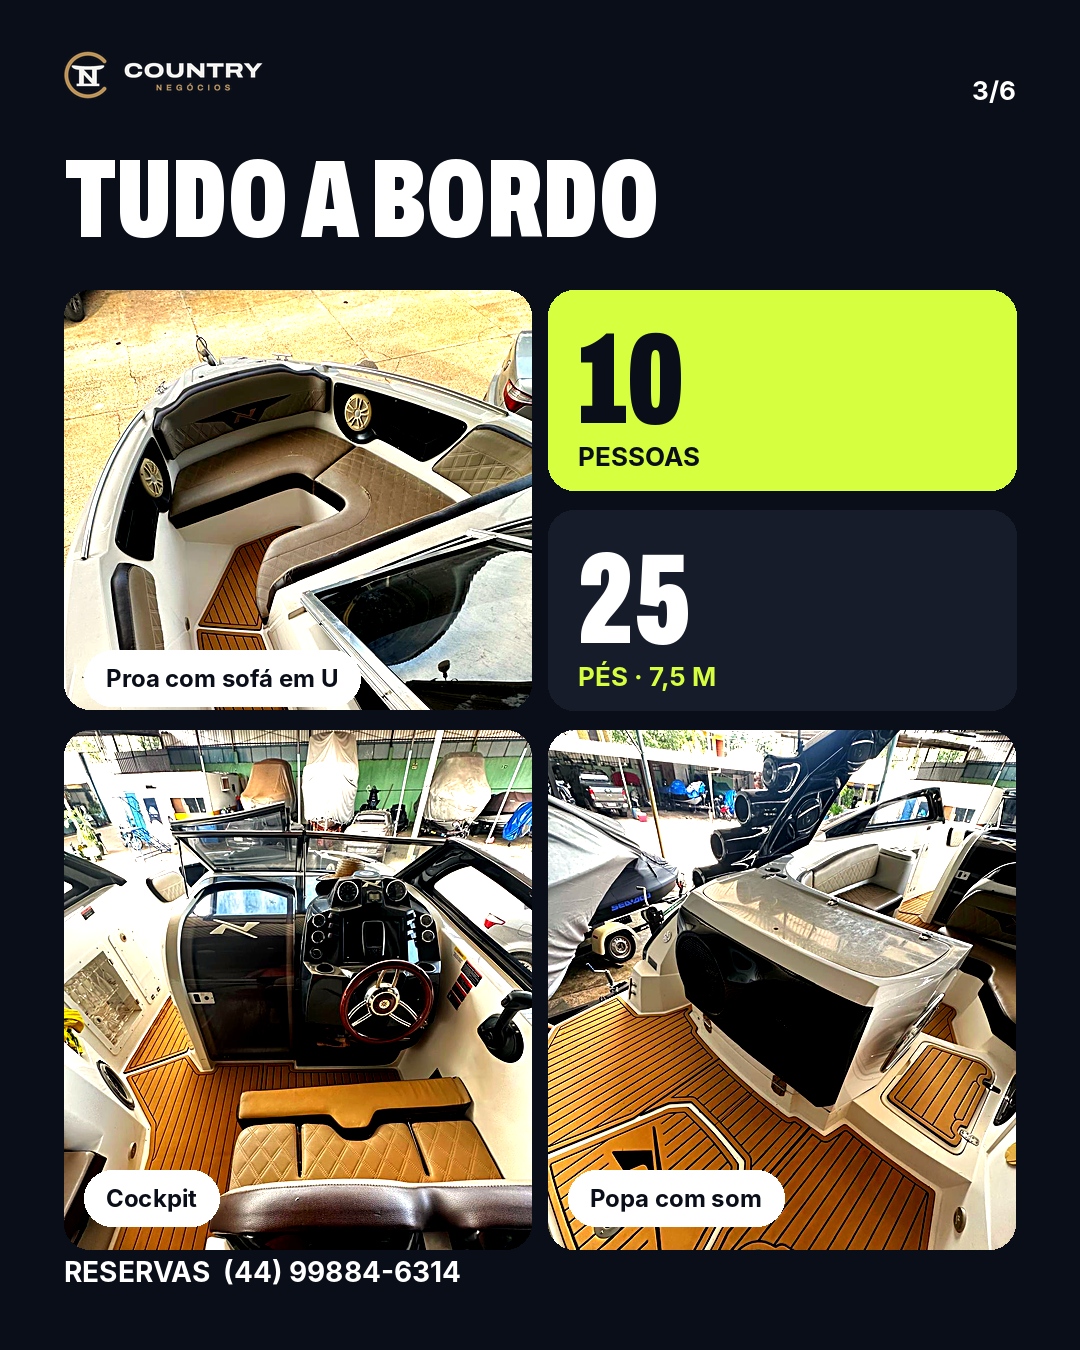 COUNTRY
NEGÓCIOS
3/6
TUDO A BORDO
10
PESSOAS
25
PÉS · 7,5 M
Proa com sofá em U
Cockpit
Popa com som
RESERVAS (44) 99884-6314